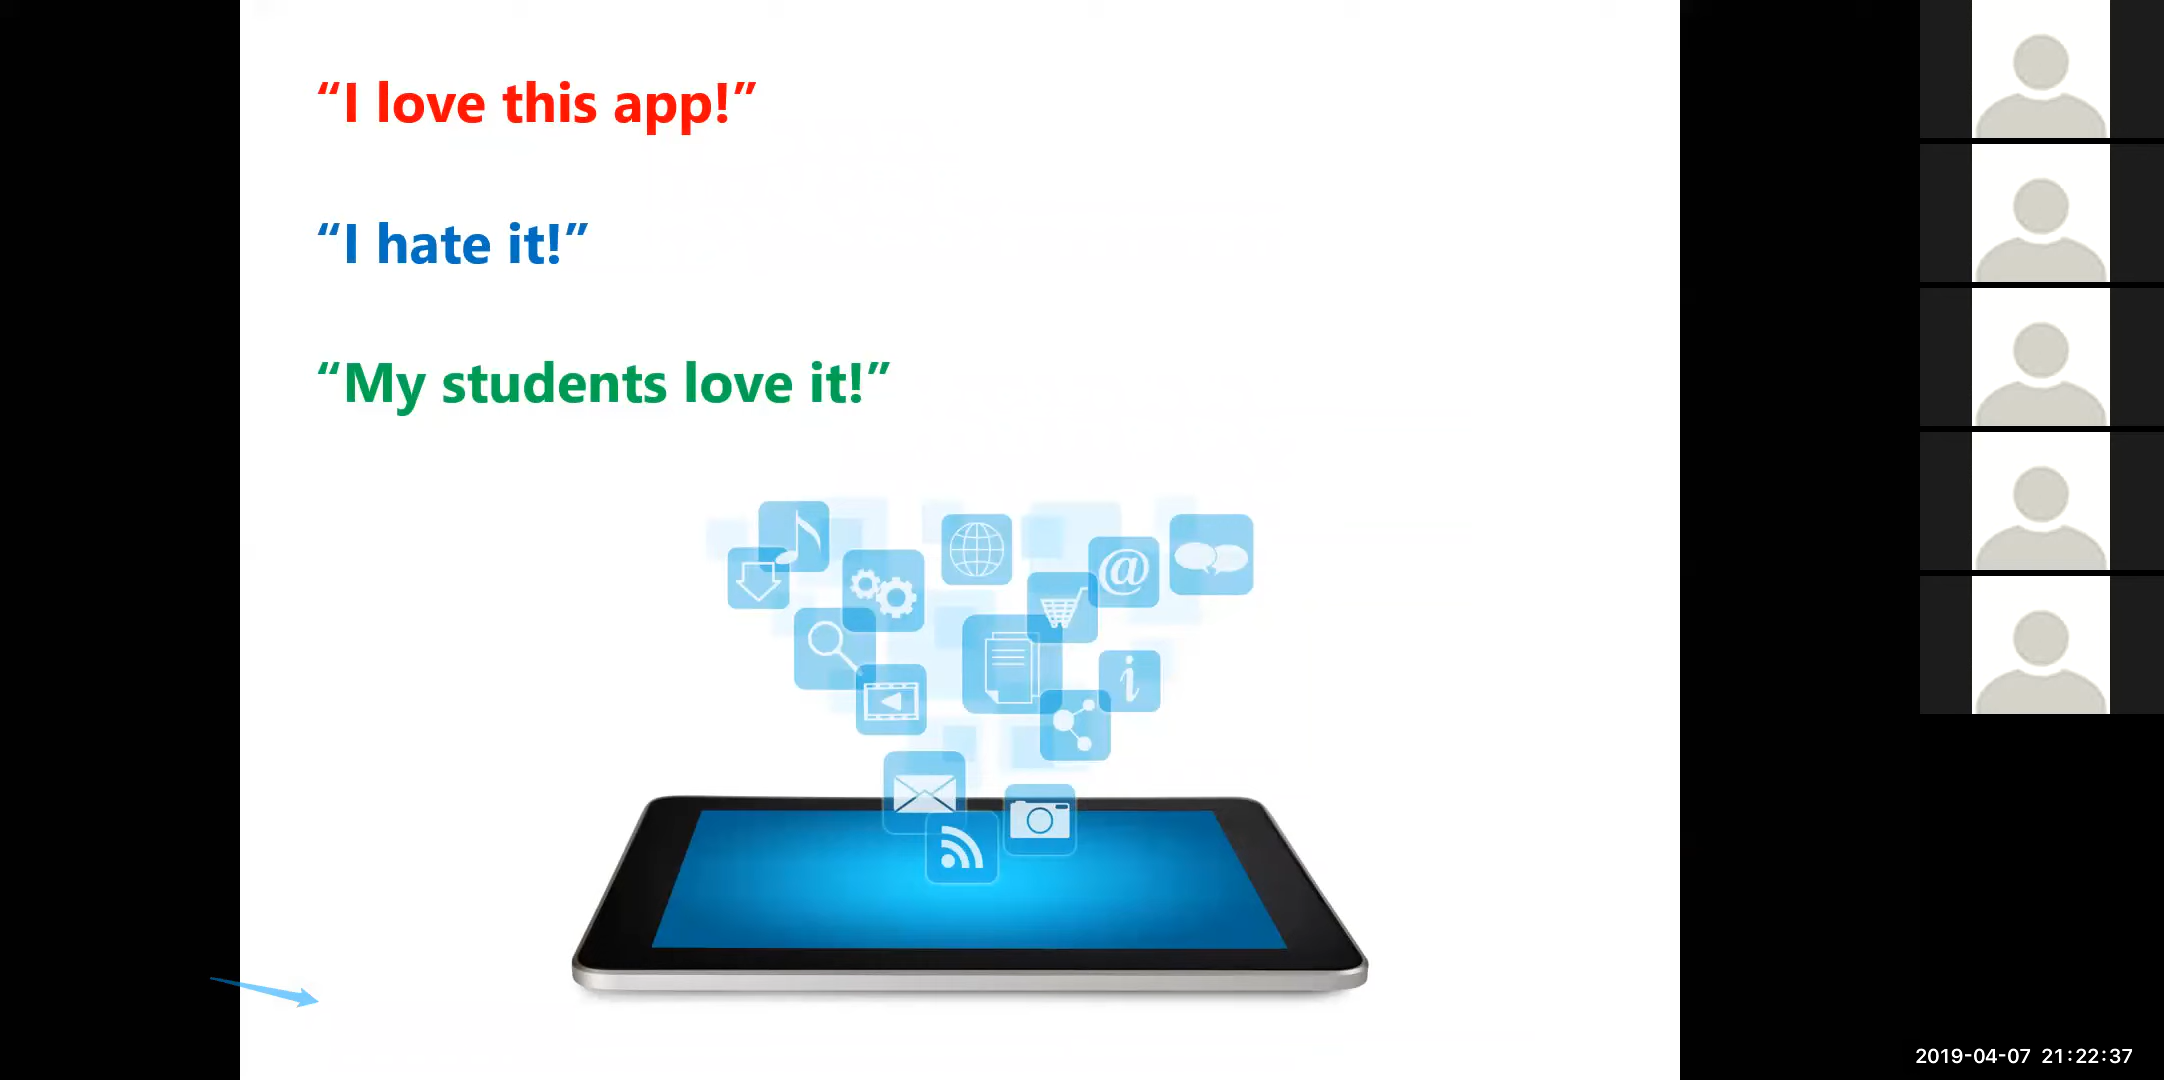 “I love this app!”
“I hate it!”
“My students love it!”
@
i
2019-04-07 21:22:37